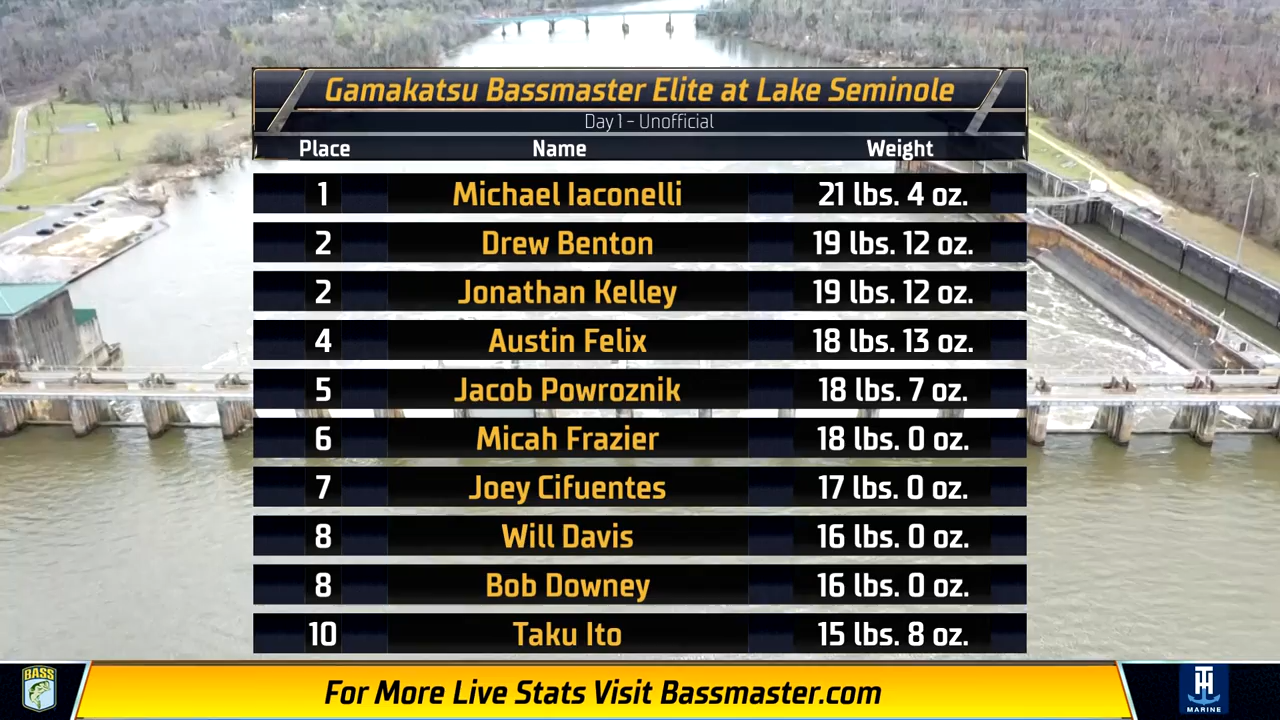 Gamakatsu Bassmaster Elite at Lake Seminole
Day 1 - Unofficial
Place Name Weight
1 Michael Iaconelli 21 lbs. 4 oz.
2 Drew Benton 19 lbs. 12 oz.
2 Jonathan Kelley 19 lbs. 12 oz.
4 Austin Felix 18 lbs. 13 oz.
5 Jacob Powroznik 18 lbs. 7 oz.
6 Micah Frazier 18 lbs. 0 oz.
7 Joey Cifuentes 17 lbs. 0 oz.
8 Will Davis 16 lbs. 0 oz.
8 Bob Downey 16 lbs. 0 oz.
10 Taku Ito 15 lbs. 8 oz.
BASS For More Live Stats Visit Bassmaster.com TH
MARINE